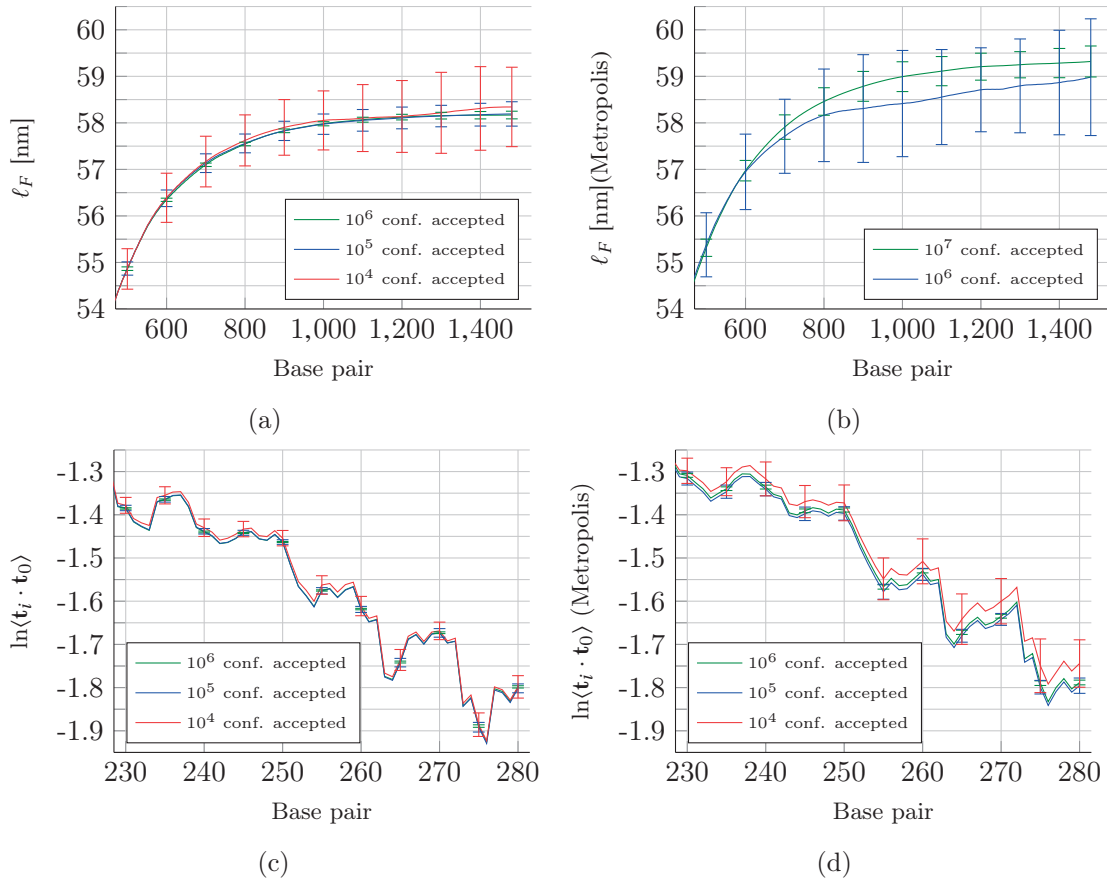 60
59
58
57
56
55
54
ℓ_F [nm]
10^6 conf. accepted
10^5 conf. accepted
10^4 conf. accepted
600 800 1,000 1,200 1,400
Base pair
(a)
60
59
58
57
56
55
54
ℓ_F [nm](Metropolis)
10^7 conf. accepted
10^6 conf. accepted
600 800 1,000 1,200 1,400
Base pair
(b)
-1.3
-1.4
-1.5
-1.6
-1.7
-1.8
-1.9
ln⟨t_i · t_0⟩
10^6 conf. accepted
10^5 conf. accepted
10^4 conf. accepted
230 240 250 260 270 280
Base pair
(c)
-1.3
-1.4
-1.5
-1.6
-1.7
-1.8
-1.9
ln⟨t_i · t_0⟩ (Metropolis)
10^6 conf. accepted
10^5 conf. accepted
10^4 conf. accepted
230 240 250 260 270 280
Base pair
(d)